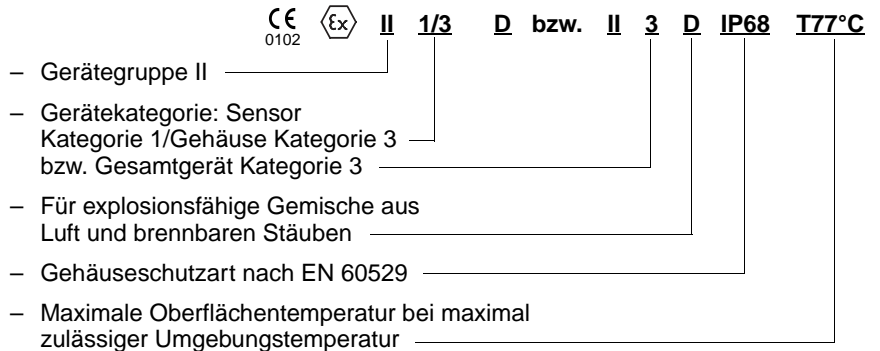 CE 0102 Ex II 1/3 D bzw. II 3 D IP68 T77°C
– Gerätegruppe II
– Gerätekategorie: Sensor
Kategorie 1/Gehäuse Kategorie 3
bzw. Gesamtgerät Kategorie 3
– Für explosionsfähige Gemische aus
Luft und brennbaren Stäuben
– Gehäuseschutzart nach EN 60529
– Maximale Oberflächentemperatur bei maximal
zulässiger Umgebungstemperatur